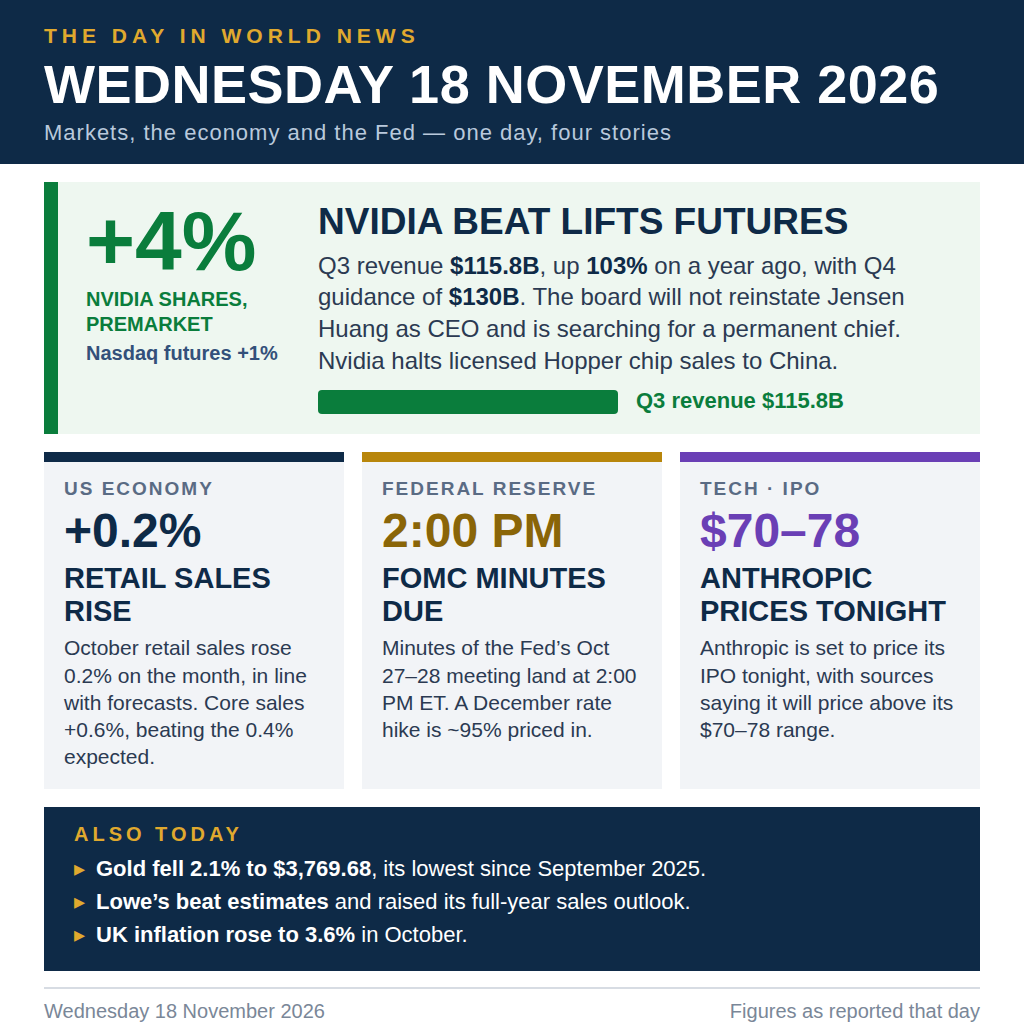 THE DAY IN WORLD NEWS
WEDNESDAY 18 NOVEMBER 2026
Markets, the economy and the Fed — one day, four stories
+4%
NVIDIA SHARES,
PREMARKET
Nasdaq futures +1%
NVIDIA BEAT LIFTS FUTURES
Q3 revenue $115.8B, up 103% on a year ago, with Q4
guidance of $130B. The board will not reinstate Jensen
Huang as CEO and is searching for a permanent chief.
Nvidia halts licensed Hopper chip sales to China.
Q3 revenue $115.8B
US ECONOMY
+0.2%
RETAIL SALES
RISE
October retail sales rose
0.2% on the month, in line
with forecasts. Core sales
+0.6%, beating the 0.4%
expected.
FEDERAL RESERVE
2:00 PM
FOMC MINUTES
DUE
Minutes of the Fed’s Oct
27–28 meeting land at 2:00
PM ET. A December rate
hike is ~95% priced in.
TECH · IPO
$70–78
ANTHROPIC
PRICES TONIGHT
Anthropic is set to price its
IPO tonight, with sources
saying it will price above its
$70–78 range.
ALSO TODAY
▸ Gold fell 2.1% to $3,769.68, its lowest since September 2025.
▸ Lowe’s beat estimates and raised its full-year sales outlook.
▸ UK inflation rose to 3.6% in October.
Wednesday 18 November 2026
Figures as reported that day